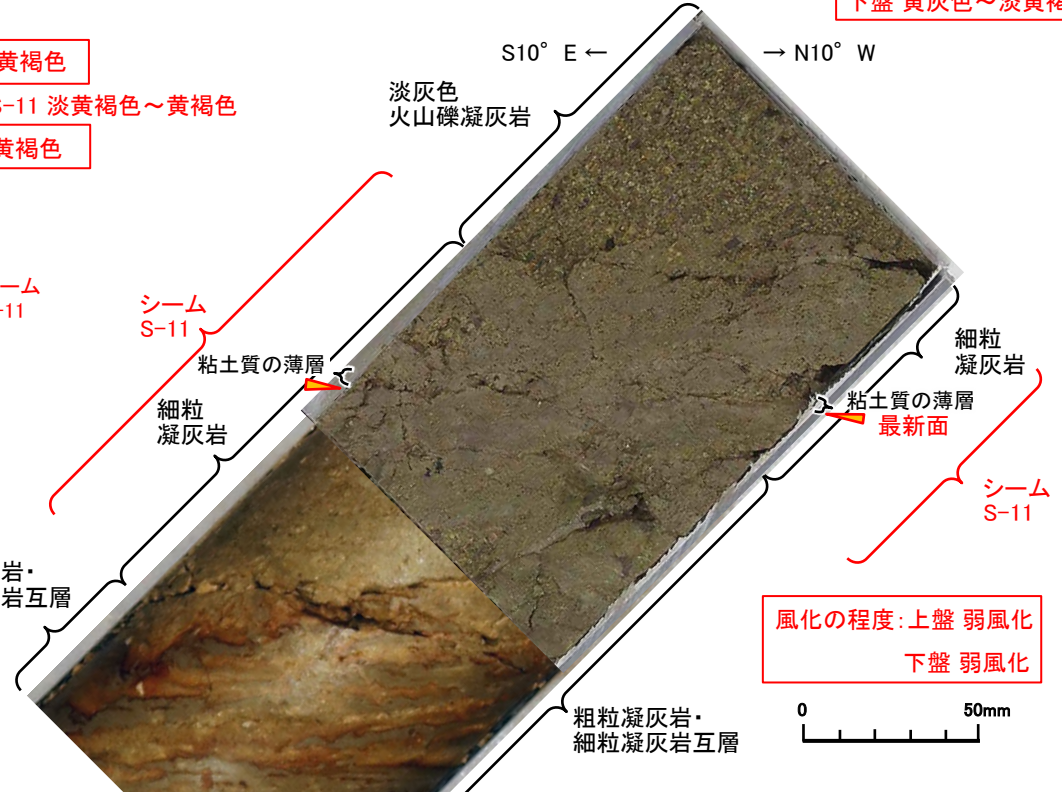 下盤 黄灰色～淡黄褐
S10° E ←
→ N10° W
黄褐色
S-11 淡黄褐色～黄褐色
黄褐色
淡灰色
火山礫凝灰岩
ーム
-11
シーム
S-11
粘土質の薄層
細粒
凝灰岩
細粒
凝灰岩
粘土質の薄層
最新面
シーム
S-11
岩・
岩互層
風化の程度：上盤 弱風化
下盤 弱風化
粗粒凝灰岩・
細粒凝灰岩互層
0 50mm